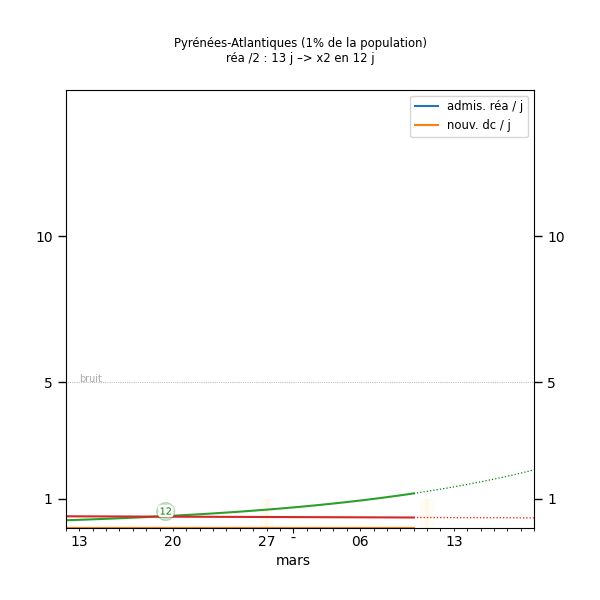 Pyrénées-Atlantiques (1% de la population)
réa /2 : 13 j –> x2 en 12 j
admis. réa / j
nouv. dc / j
10 10
bruit
5 5
12
1 1
13 20 27 - 06 13
mars